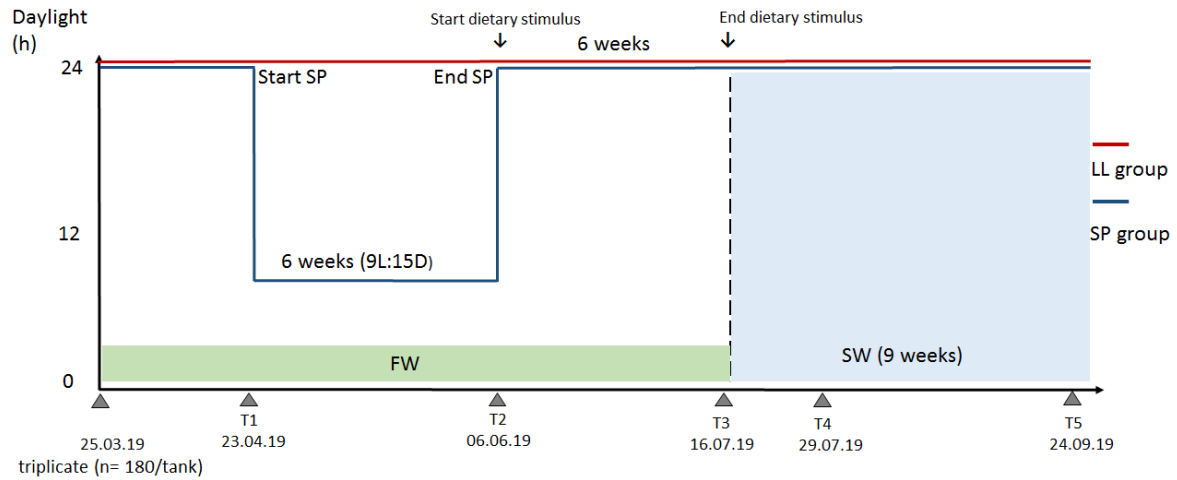 Daylight
(h)
Start dietary stimulus
End dietary stimulus
6 weeks
24
Start SP
End SP
LL group
SP group
12
6 weeks (9L:15D)
FW
SW (9 weeks)
0
T1
T2
T3
T4
T5
25.03.19
23.04.19
06.06.19
16.07.19
29.07.19
24.09.19
triplicate (n= 180/tank)